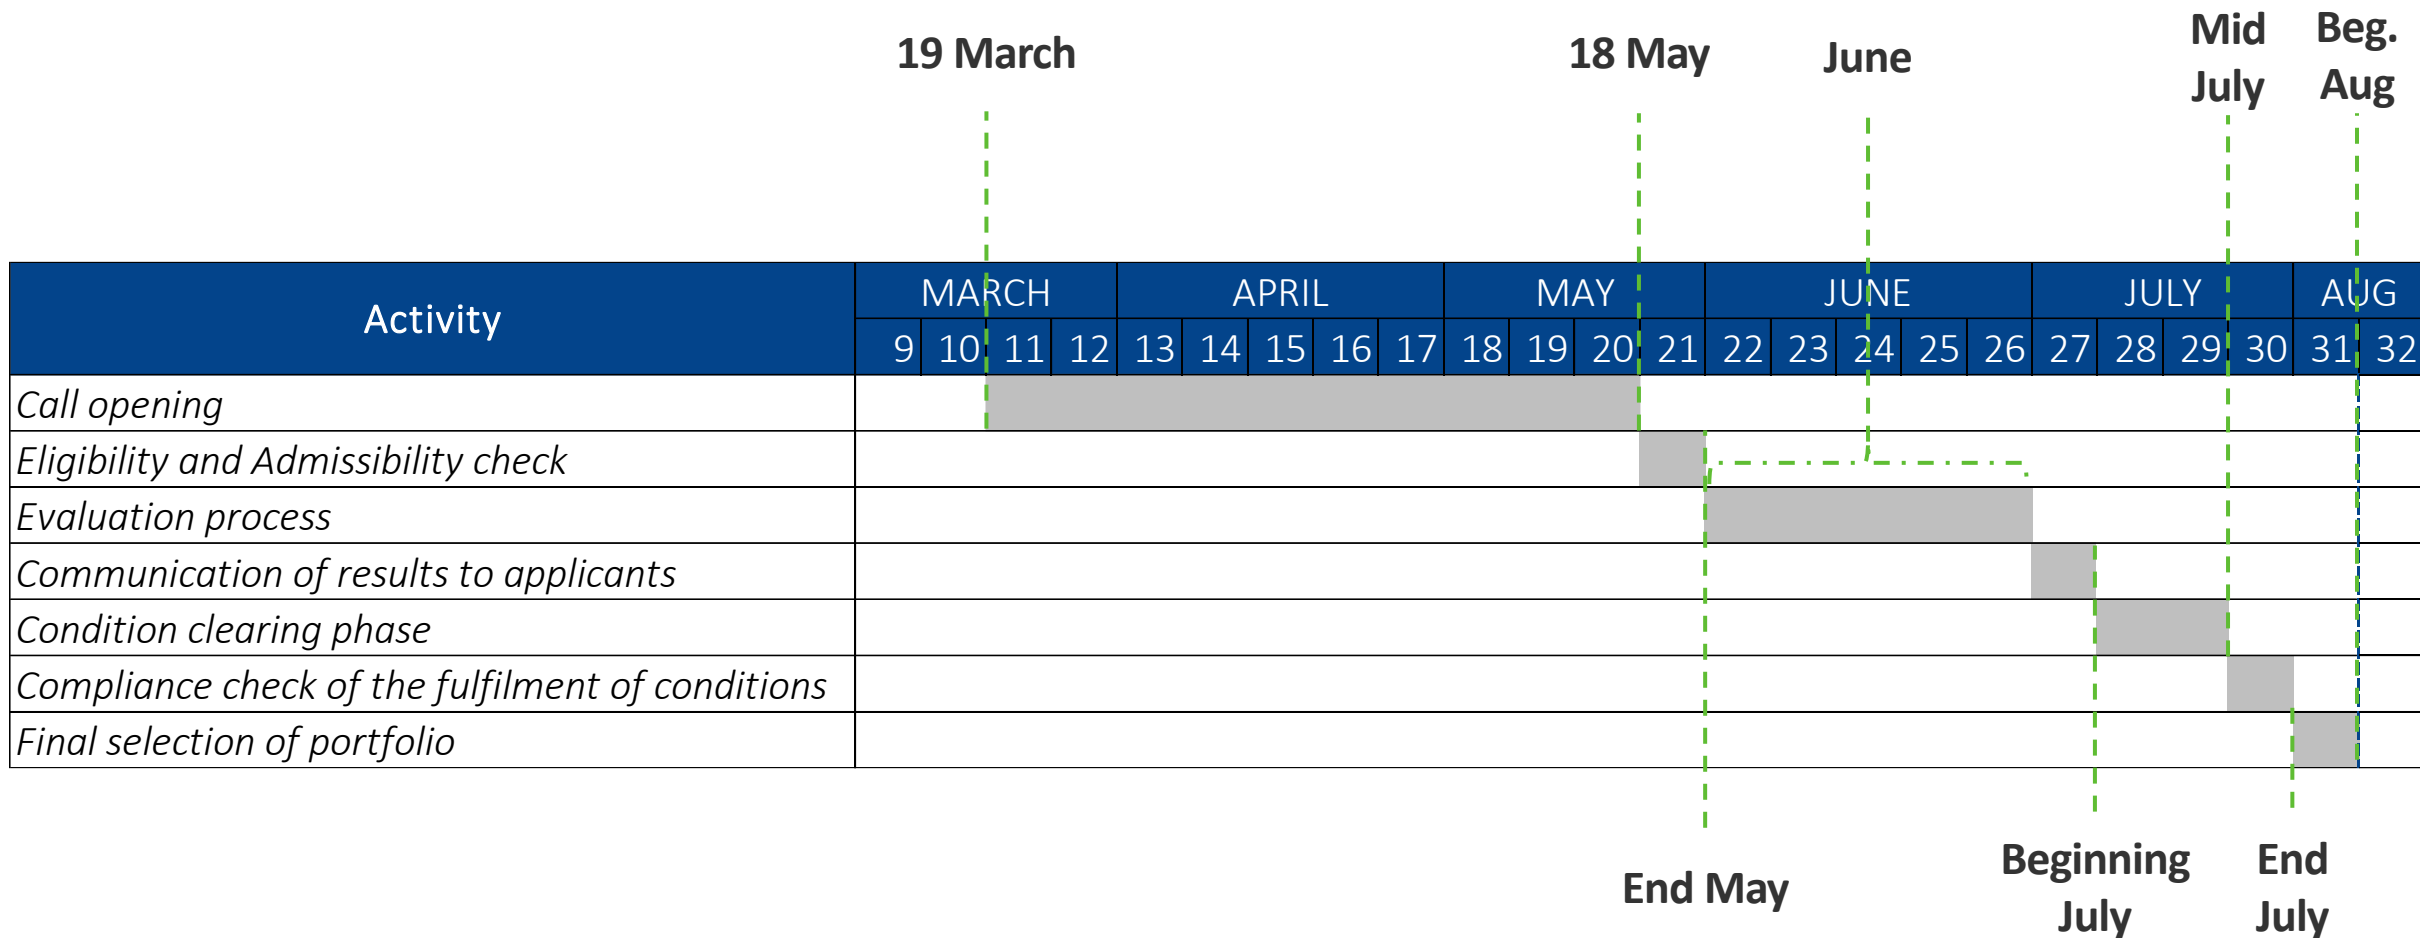 19 March
18 May
June
Mid
July
Beg.
Aug
Activity
MARCH APRIL MAY JUNE JULY AUG
9 10 11 12 13 14 15 16 17 18 19 20 21 22 23 24 25 26 27 28 29 30 31 32
Call opening
Eligibility and Admissibility check
Evaluation process
Communication of results to applicants
Condition clearing phase
Compliance check of the fulfilment of conditions
Final selection of portfolio
End May
Beginning
July
End
July